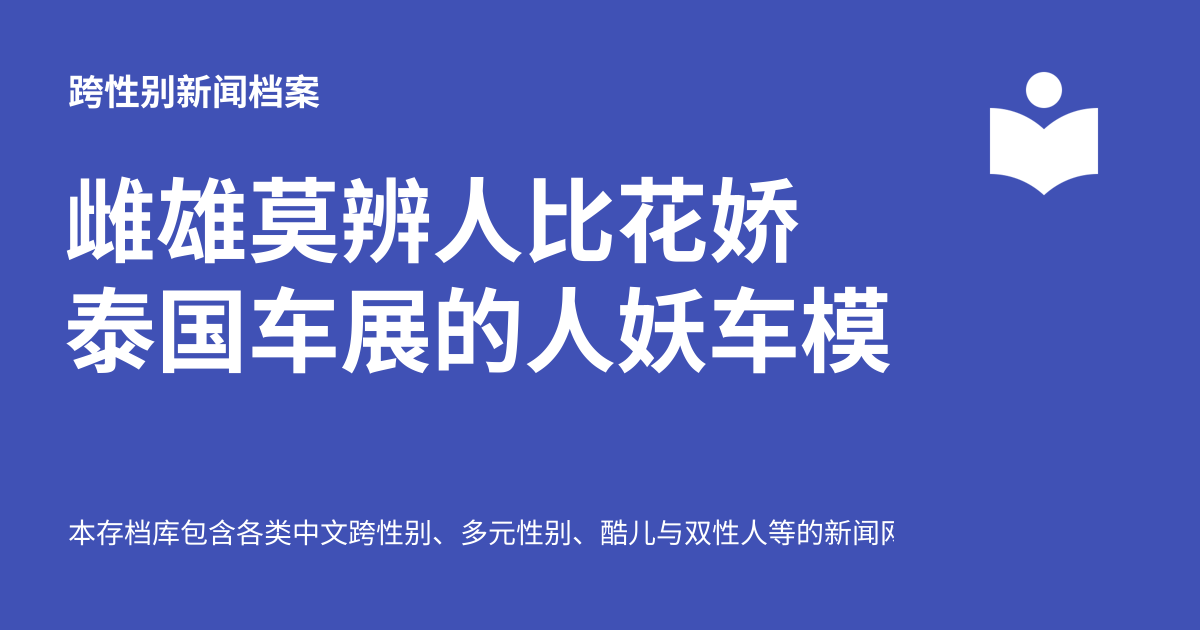 跨性别新闻档案
雌雄莫辨人比花娇
泰国车展的人妖车模
本存档库包含各类中文跨性别、多元性别、酷儿与双性人等的新闻网